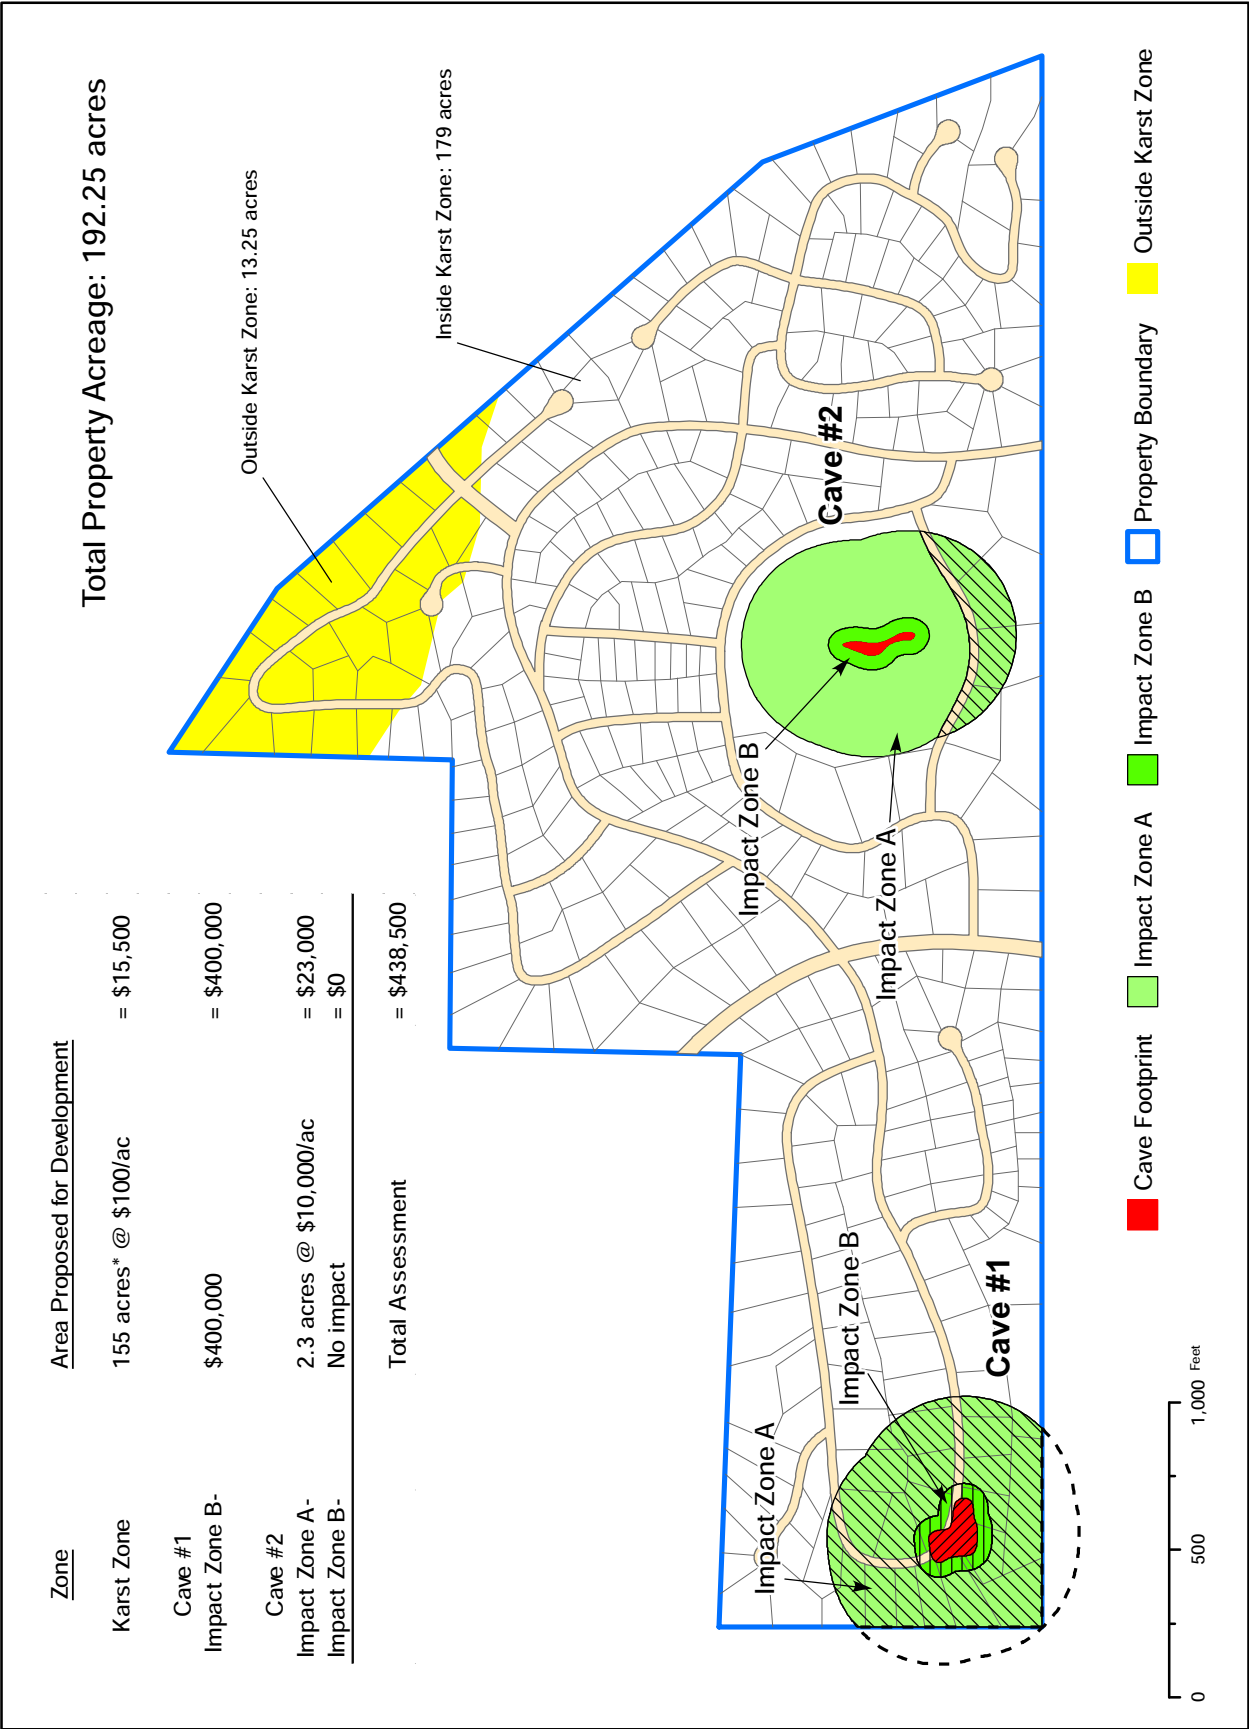 Total Property Acreage: 192.25 acres
Zone Area Proposed for Development
Karst Zone 155 acres* @ $100/ac = $15,500
Cave #1
Impact Zone B- $400,000 = $400,000
Cave #2
Impact Zone A- 2.3 acres @ $10,000/ac = $23,000
Impact Zone B- No impact = $0
Total Assessment = $438,500
Outside Karst Zone: 13.25 acres
Inside Karst Zone: 179 acres
Impact Zone A
Impact Zone B
Cave #1
Impact Zone B
Impact Zone A
Cave #2
0 500 1,000 Feet
Cave Footprint
Impact Zone A
Impact Zone B
Property Boundary
Outside Karst Zone